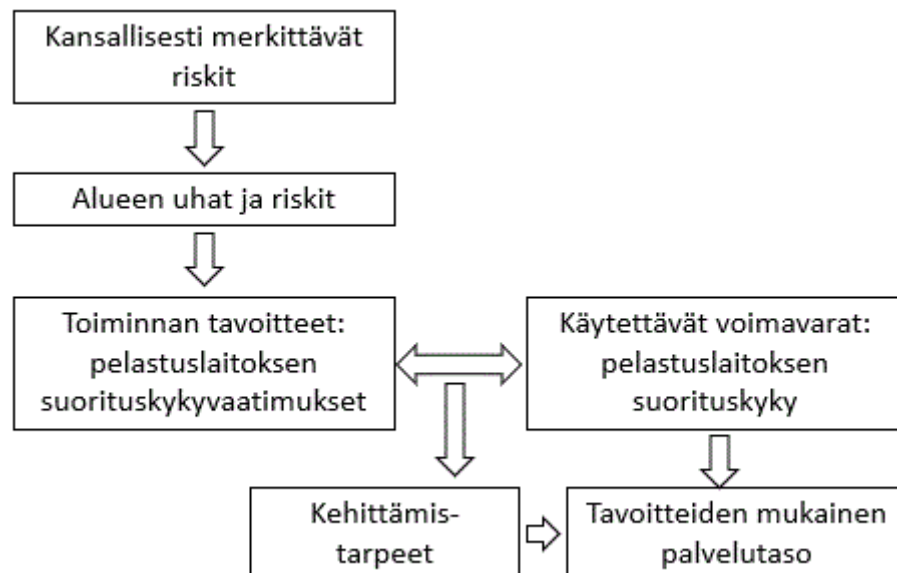 Kansallisesti merkittävät
riskit
Alueen uhat ja riskit
Toiminnan tavoitteet:
pelastuslaitoksen
suorituskykyvaatimukset
Käytettävät voimavarat:
pelastuslaitoksen
suorituskyky
Kehittämis-
tarpeet
Tavoitteiden mukainen
palvelutaso